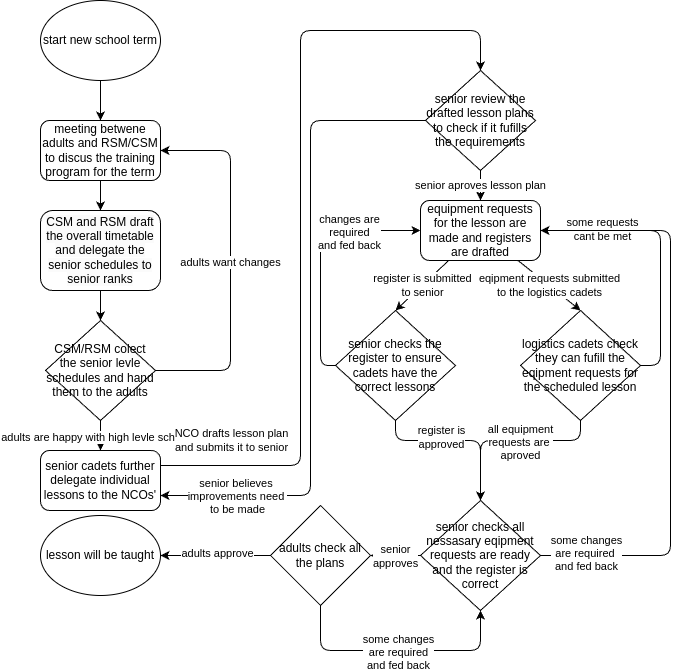 start new school term
meeting betwene
adults and RSM/CSM
to discus the training
program for the term
CSM and RSM draft
the overall timetable
and delegate the
senior schedules to
senior ranks
adults want changes
CSM/RSM colect
the senior levle
schedules and hand
them to the adults
adults are happy with high levle sch
senior cadets further
delegate individual
lessons to the NCOs'
NCO drafts lesson plan
and submits it to senior
senior believes
improvements need
to be made
senior review the
drafted lesson plans
to check if it fufills
the requirements
senior aproves lesson plan
equipment requests
for the lesson are
made and registers
are drafted
changes are
required
and fed back
some requests
cant be met
register is submitted
to senior
eqipment requests submitted
to the logistics cadets
senior checks the
register to ensure
cadets have the
correct lessons
logistics cadets check
they can fufill the
eqipment requests for
the scheduled lesson
register is
approved
all equipment
requests are
aproved
senior checks all
nessasary eqipment
requests are ready
and the register is
correct
some changes
are required
and fed back
senior
approves
adults check all
the plans
some changes
are required
and fed back
adults approve
lesson will be taught